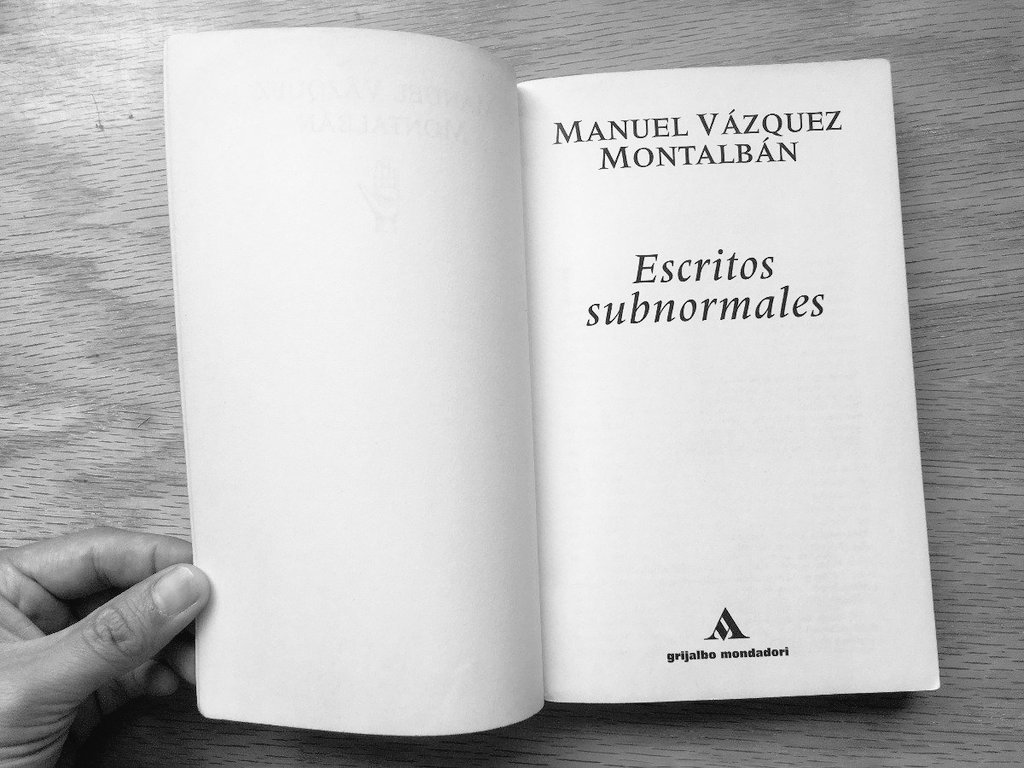 MANUEL VÁZQUEZ
MONTALBÁN
Escritos
subnormales
grijalbo mondadori